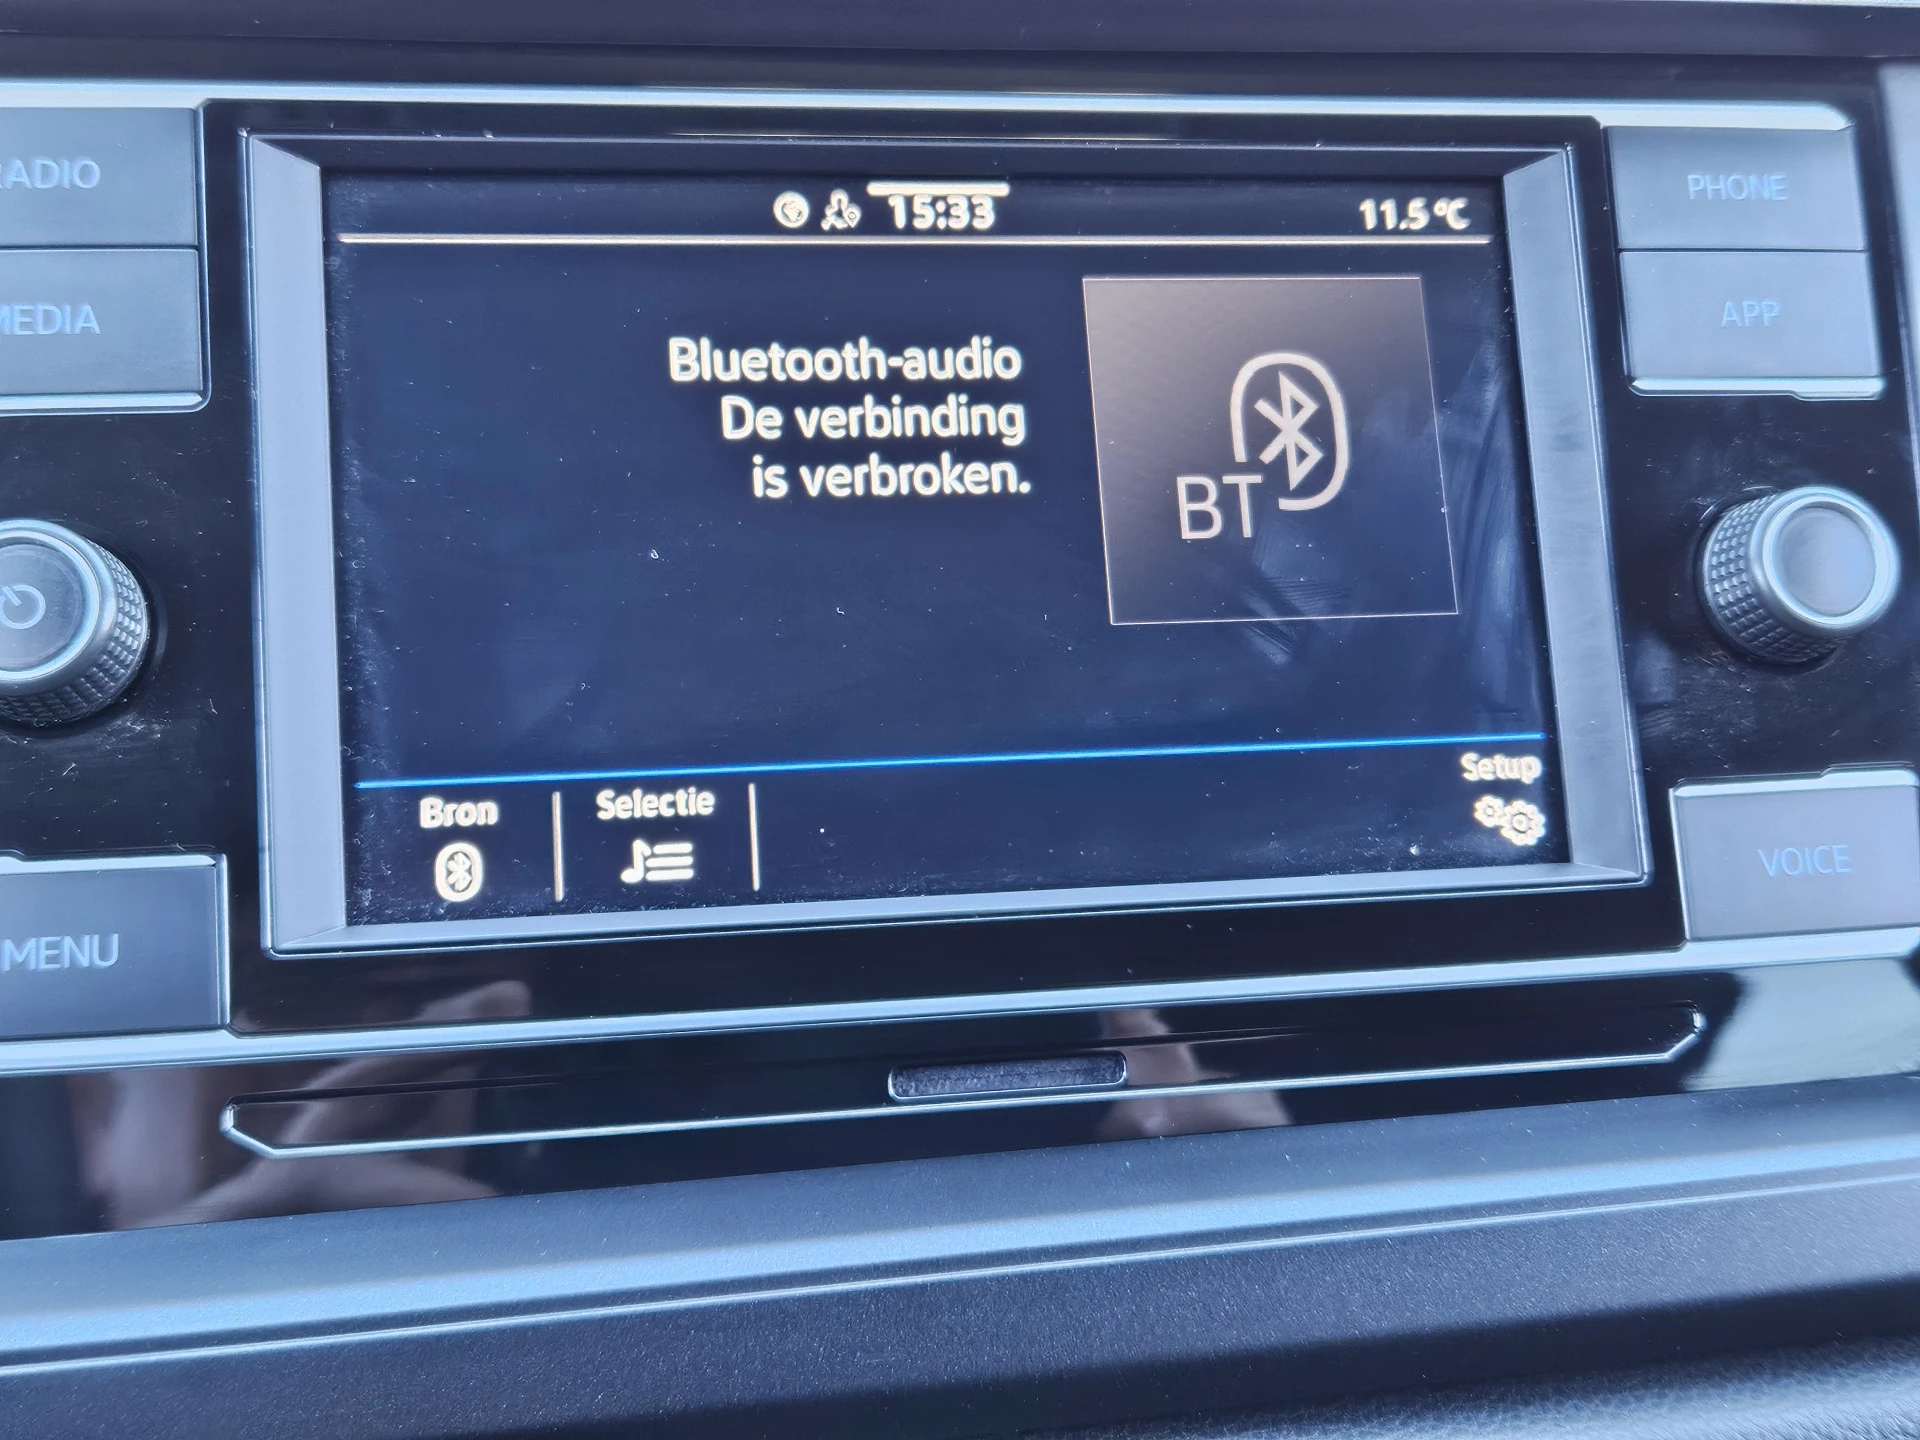 15:33
11.5°C
RADIO
PHONE
MEDIA
APP
Bluetooth-audio
De verbinding
is verbroken.
BT
Bron
Selectie
Setup
MENU
VOICE